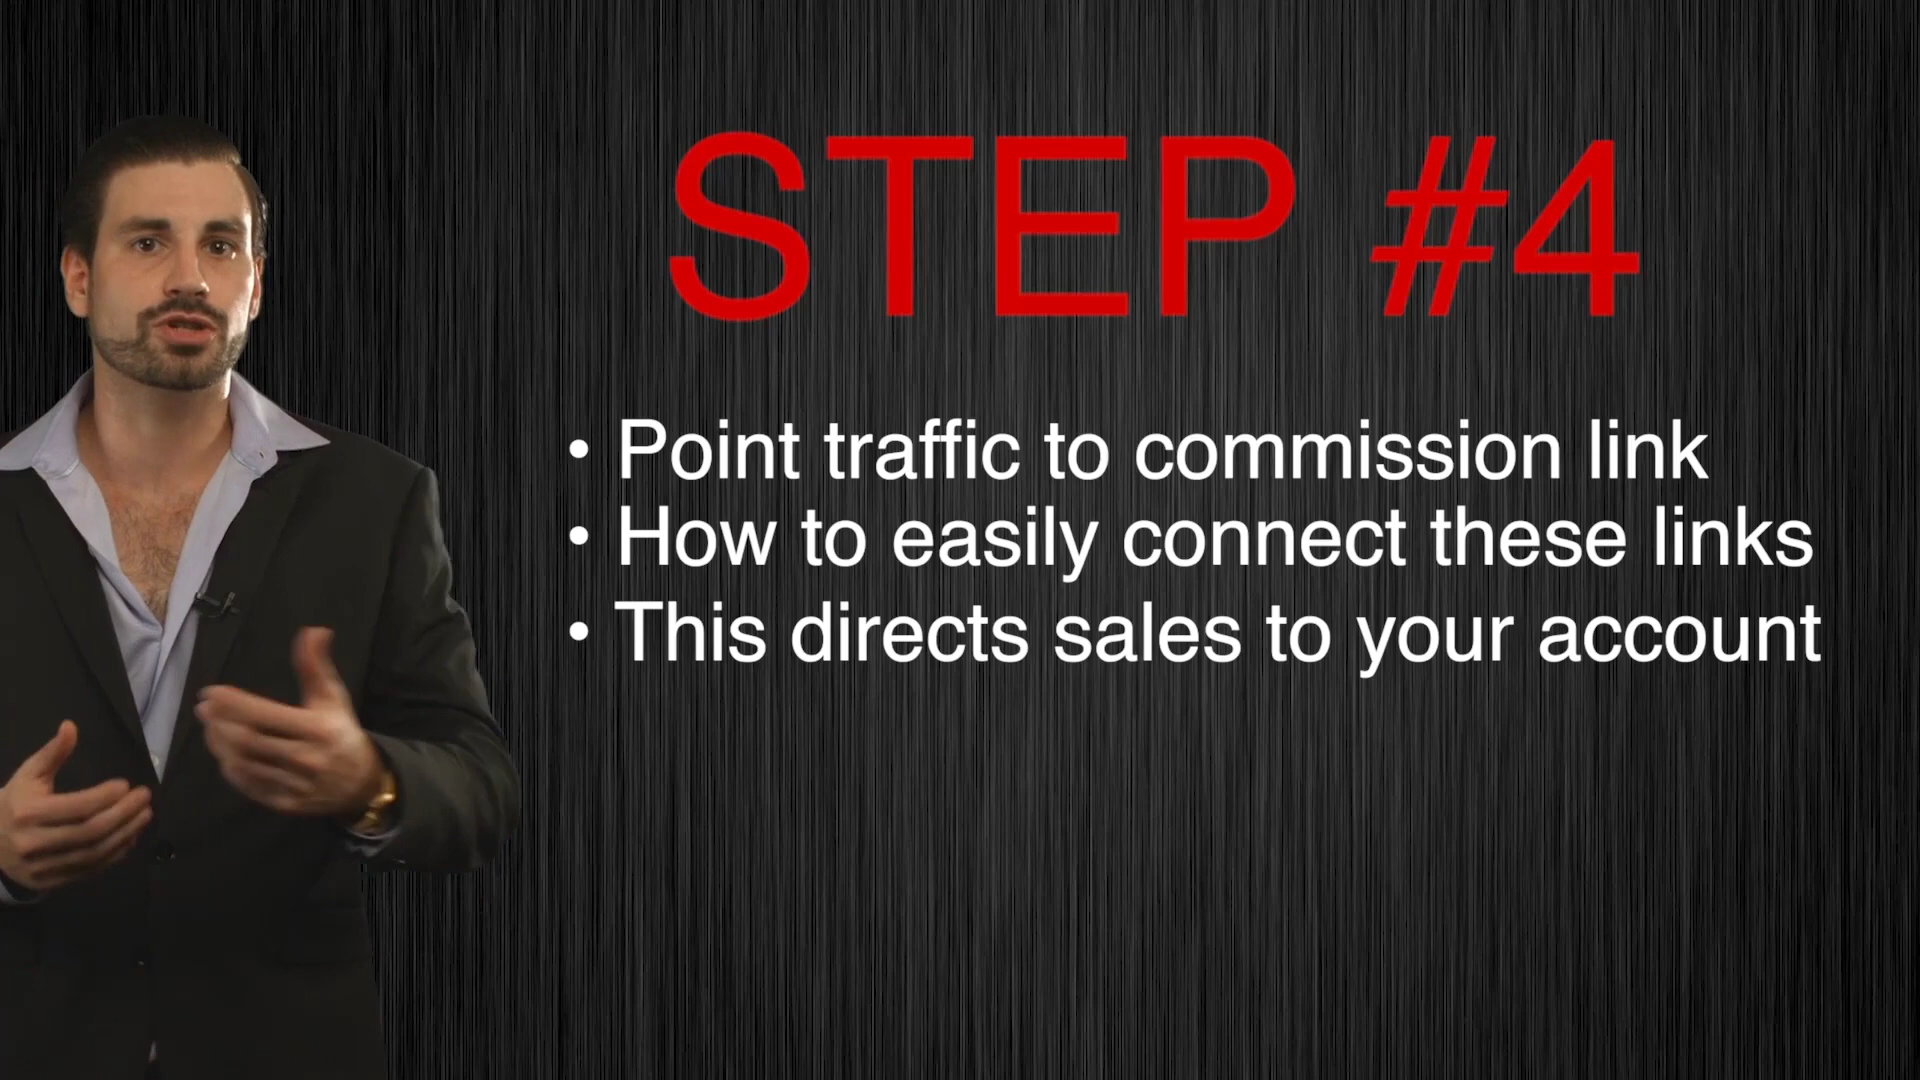 STEP #4
• Point traffic to commission link
• How to easily connect these links
• This directs sales to your account